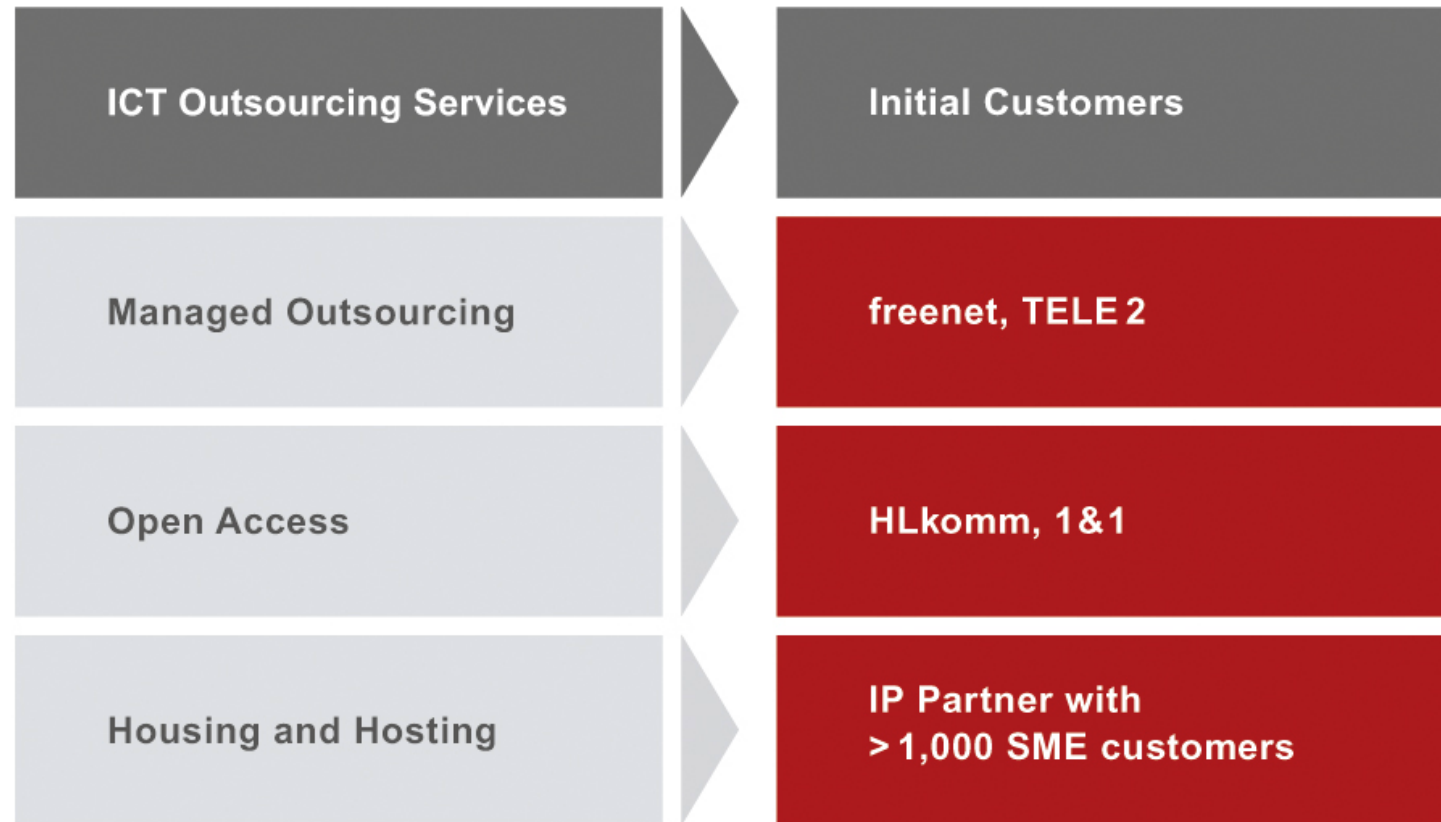 ICT Outsourcing Services
Initial Customers
Managed Outsourcing
freenet, TELE 2
Open Access
HLkomm, 1&1
Housing and Hosting
IP Partner with
> 1,000 SME customers